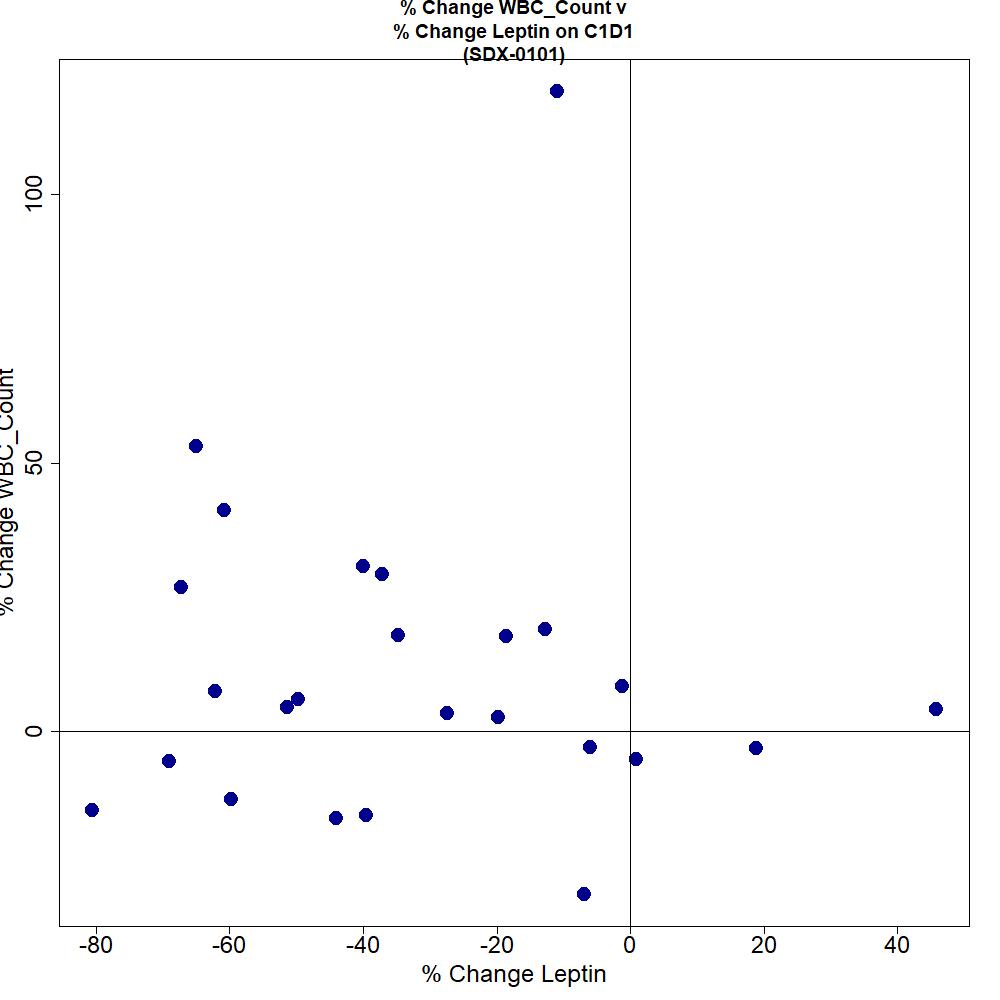 % Change WBC_Count v
% Change Leptin on C1D1
(SDX-0101)
% Change WBC_Count
100
50
0
-80 -60 -40 -20 0 20 40
% Change Leptin